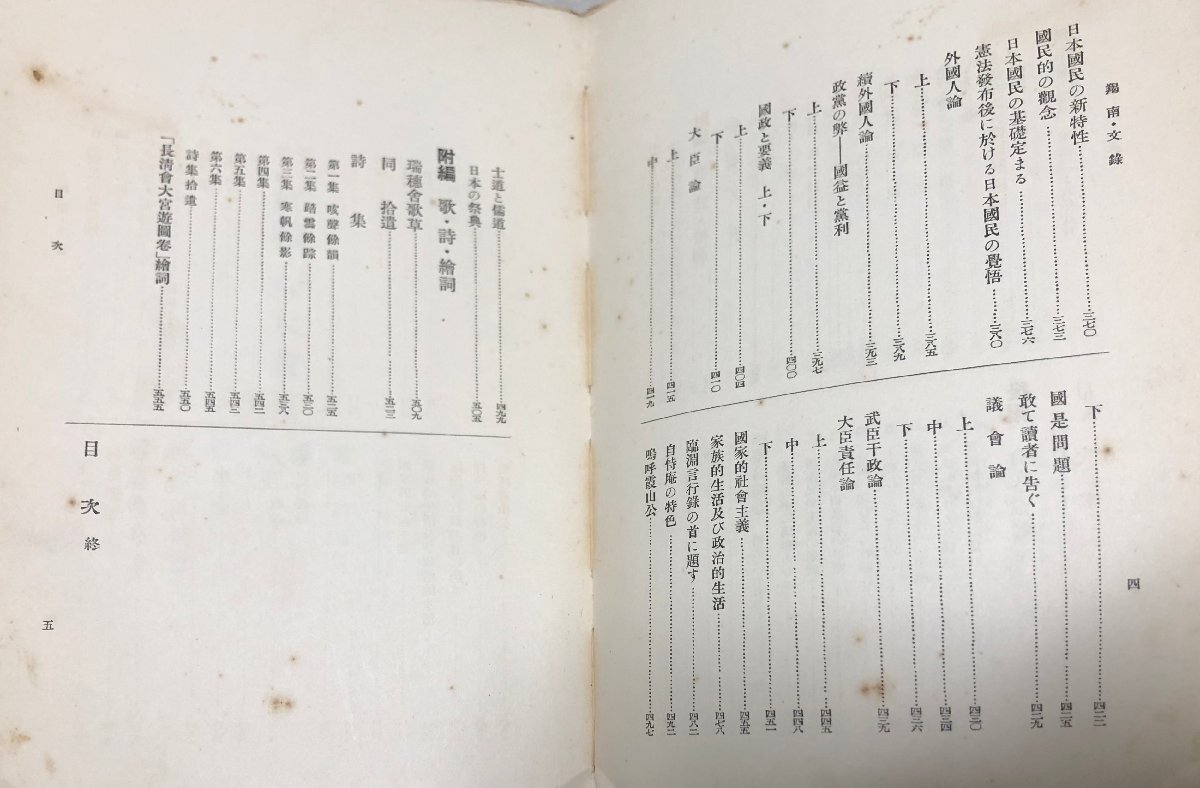 羯南・文錄
日本國民の新特性……三七〇
國民的の觀念……三七三
日本國民の基礎定まる……三七六
憲法發布後に於ける日本國民の覺悟……三八〇
外國人論
上……三八五
下……三八九
續外國人論……三九三
政黨の弊――國益と黨利
上……三九七
下……四〇〇
國政と要義 上・下
上……四〇四
下……四一〇
大臣論
上……四一五
中……四一九
下……四二二
國是問題……四二五
敢て讀者に告ぐ……四二九
議會論
上……四三〇
中……四三四
下……四三六
武臣干政論……四三九
大臣責任論
上……四四五
中……四四八
下……四五一
國家的社會主義……四五五
家族的生活及び政治的生活……四七八
臨淵言行錄の首に題す……四八二
自恃庵の特色……四九二
嗚呼霞山公……四九七
四
士道と儒道……四九九
日本の祭典……五〇五
附編 歌・詩・繪詞
瑞穗舍歌草……五〇九
同 拾遺……五二三
詩集
第一集 咳聲餘韻……五二五
第二集 踏雲餘踪……五三〇
第三集 寒帆餘影……五三八
第四集……五四二
第五集……五四二
第六集……五四五
詩集拾遺……五五〇
「長淸會大宮遊圖卷」繪詞……五五五
目次終
目次
五